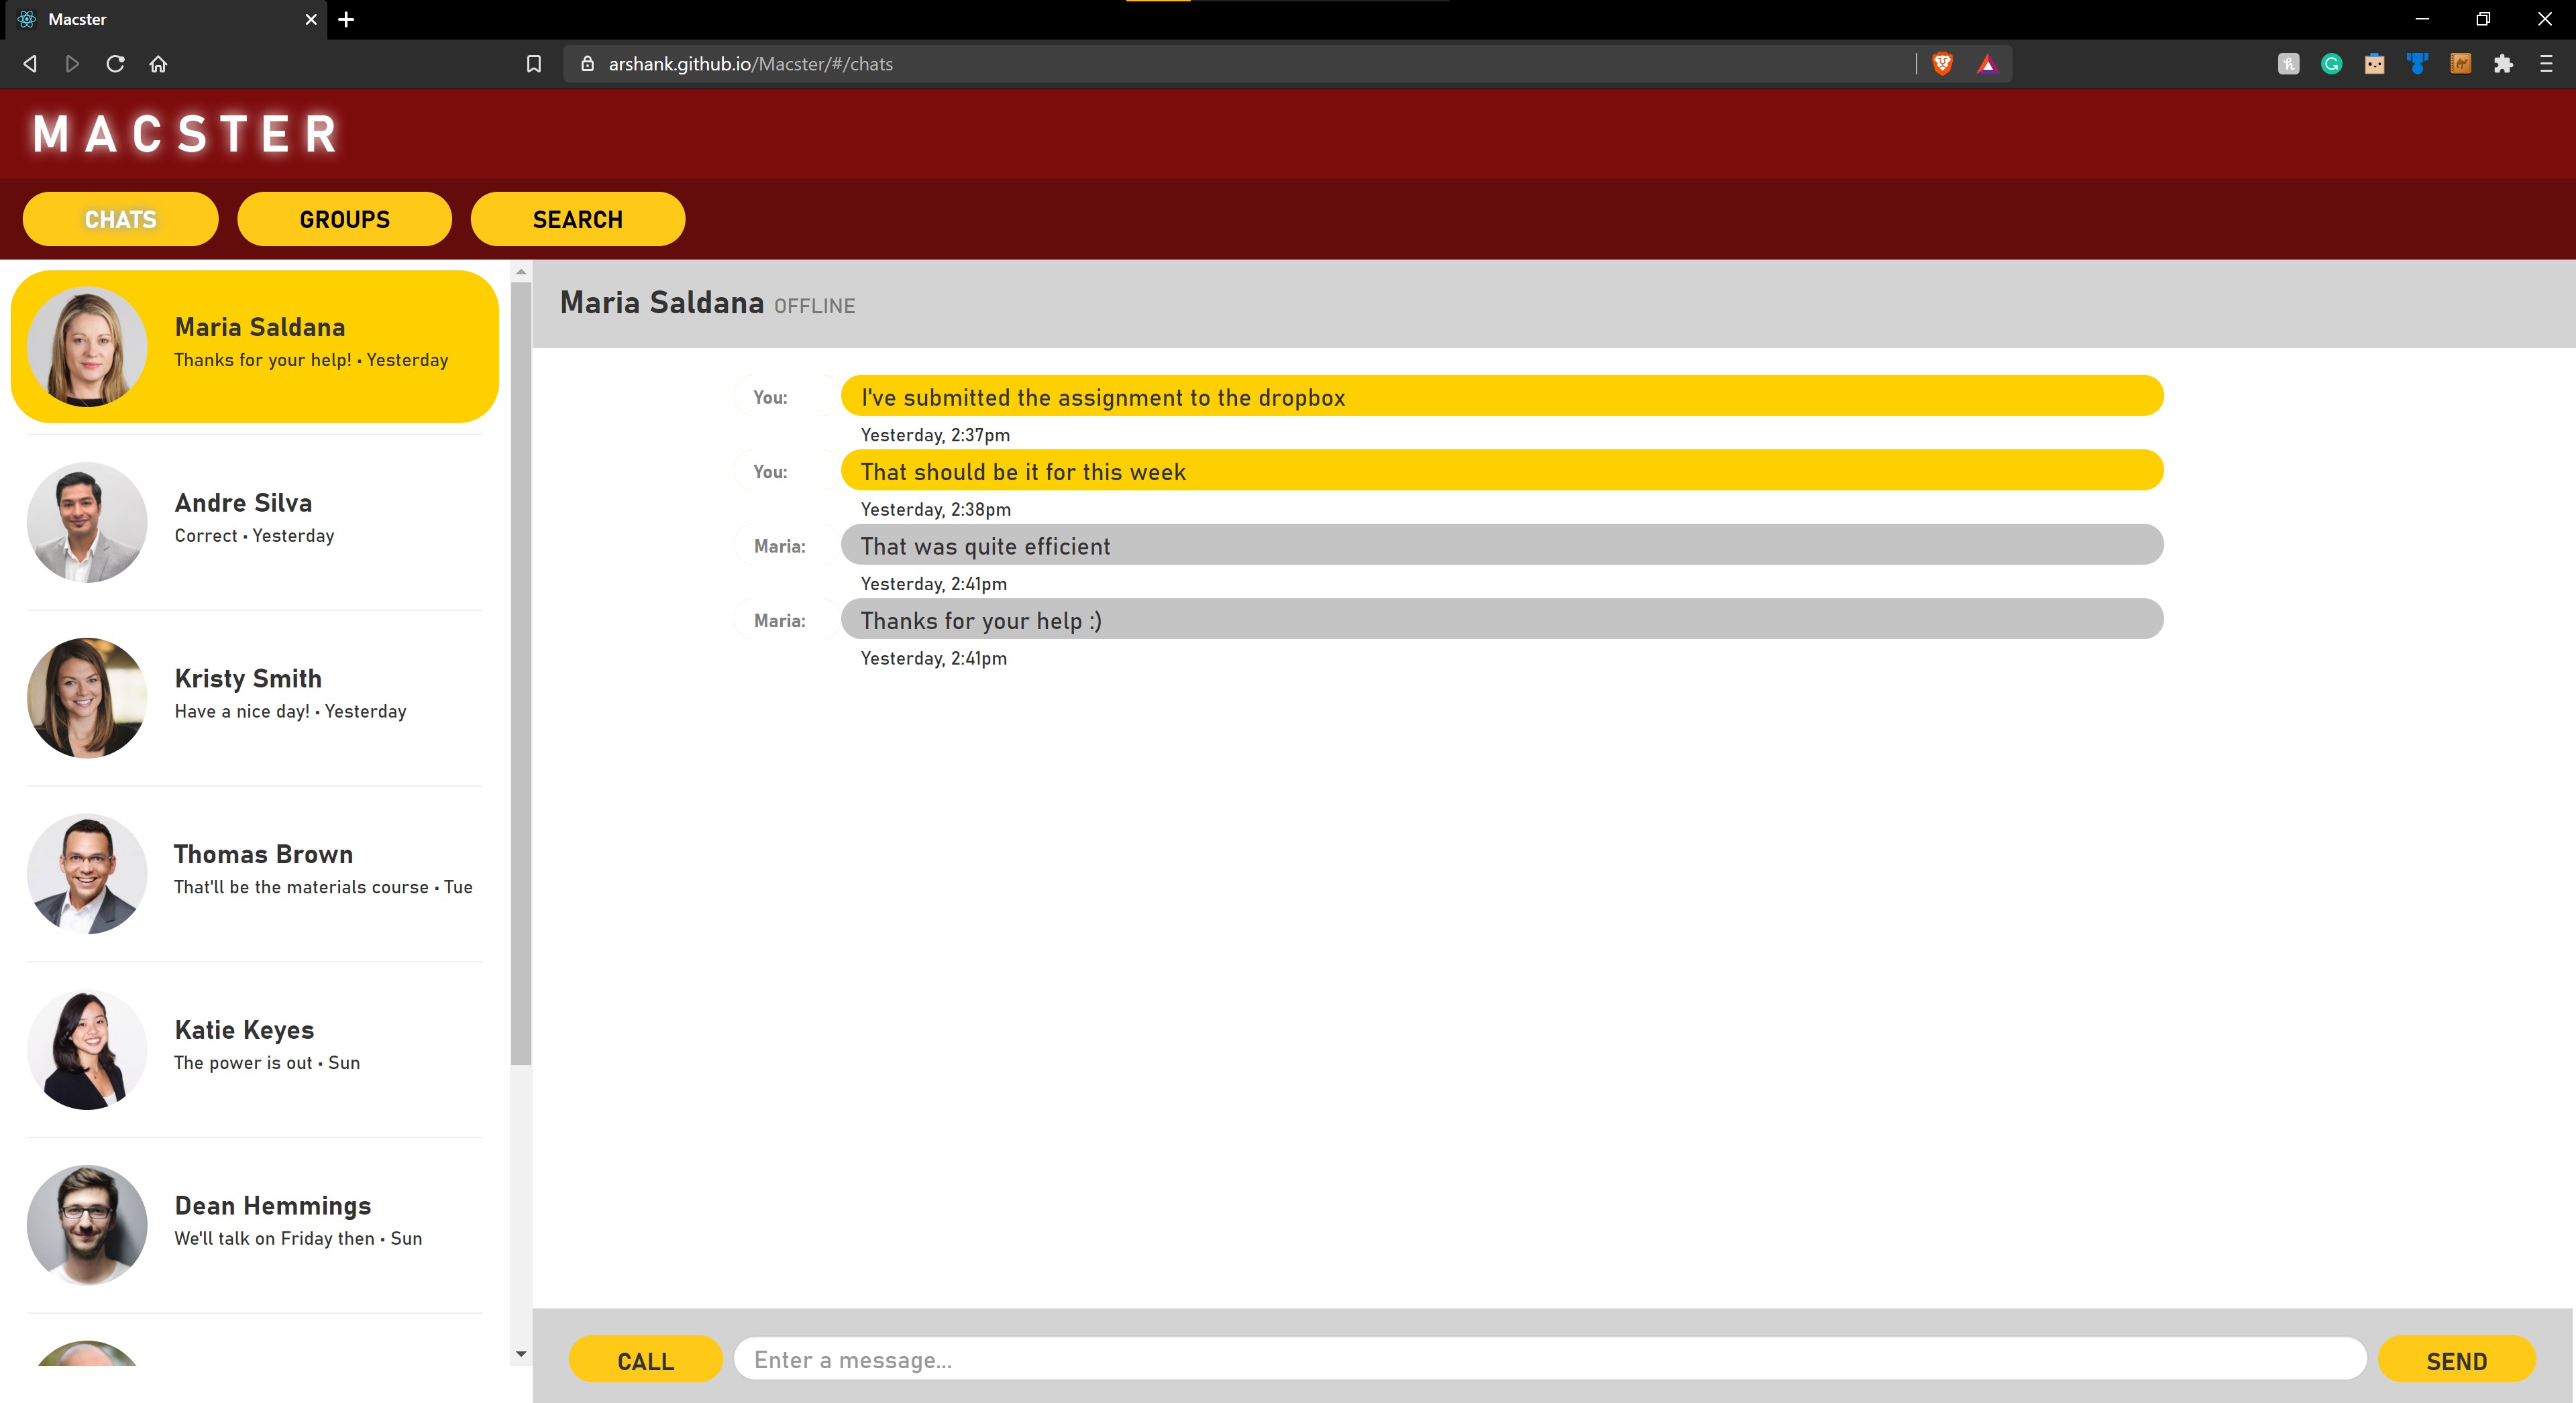 Macster
arshank.github.io/Macster/#/chats
MACSTER
CHATS
GROUPS
SEARCH
Maria Saldana
Thanks for your help! • Yesterday
Andre Silva
Correct • Yesterday
Kristy Smith
Have a nice day! • Yesterday
Thomas Brown
That'll be the materials course • Tue
Katie Keyes
The power is out • Sun
Dean Hemmings
We'll talk on Friday then • Sun
Maria Saldana OFFLINE
You: I've submitted the assignment to the dropbox
Yesterday, 2:37pm
You: That should be it for this week
Yesterday, 2:38pm
Maria: That was quite efficient
Yesterday, 2:41pm
Maria: Thanks for your help :)
Yesterday, 2:41pm
CALL
Enter a message...
SEND